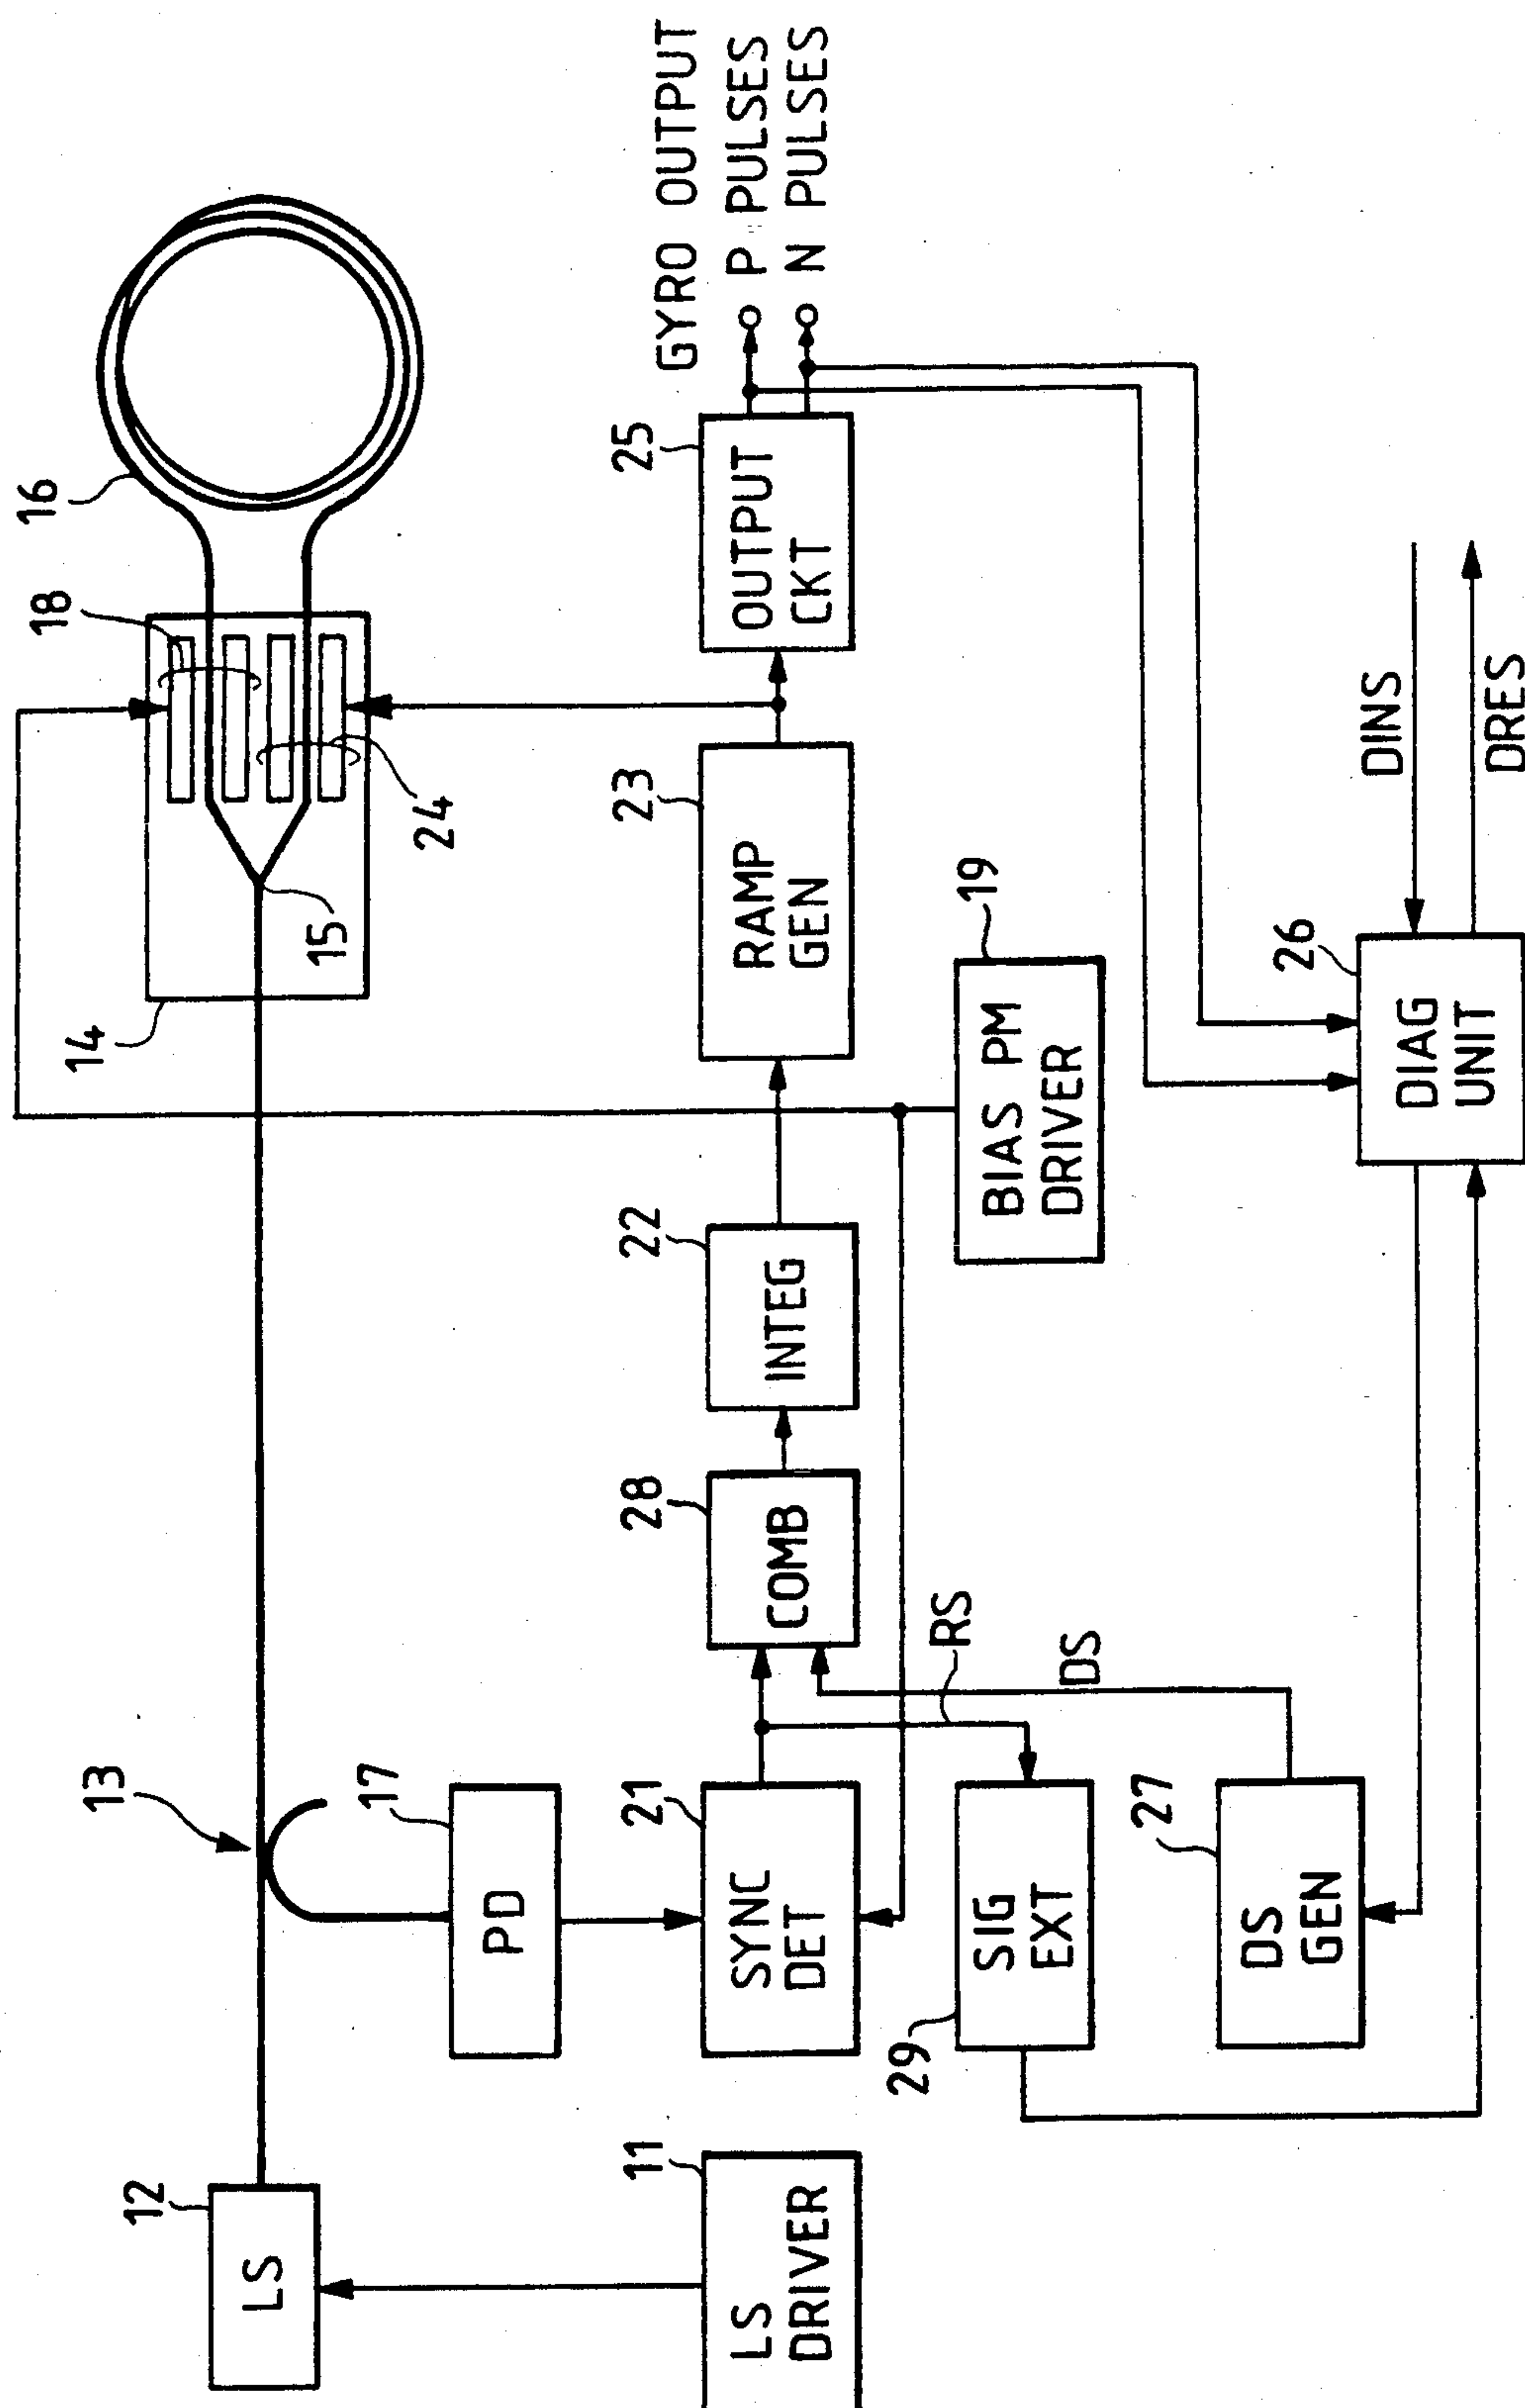 16
18
14
15
24
13
12
LS
17
PD
GYRO OUTPUT
P PULSES
N PULSES
25
OUTPUT
CKT
23
RAMP
GEN
22
INTEG
28
COMB
21
SYNC
DET
11
LS
DRIVER
19
BIAS PM
DRIVER
RS
DS
29
SIG
EXT
27
DS
GEN
26
DIAG
UNIT
DINS
DRES